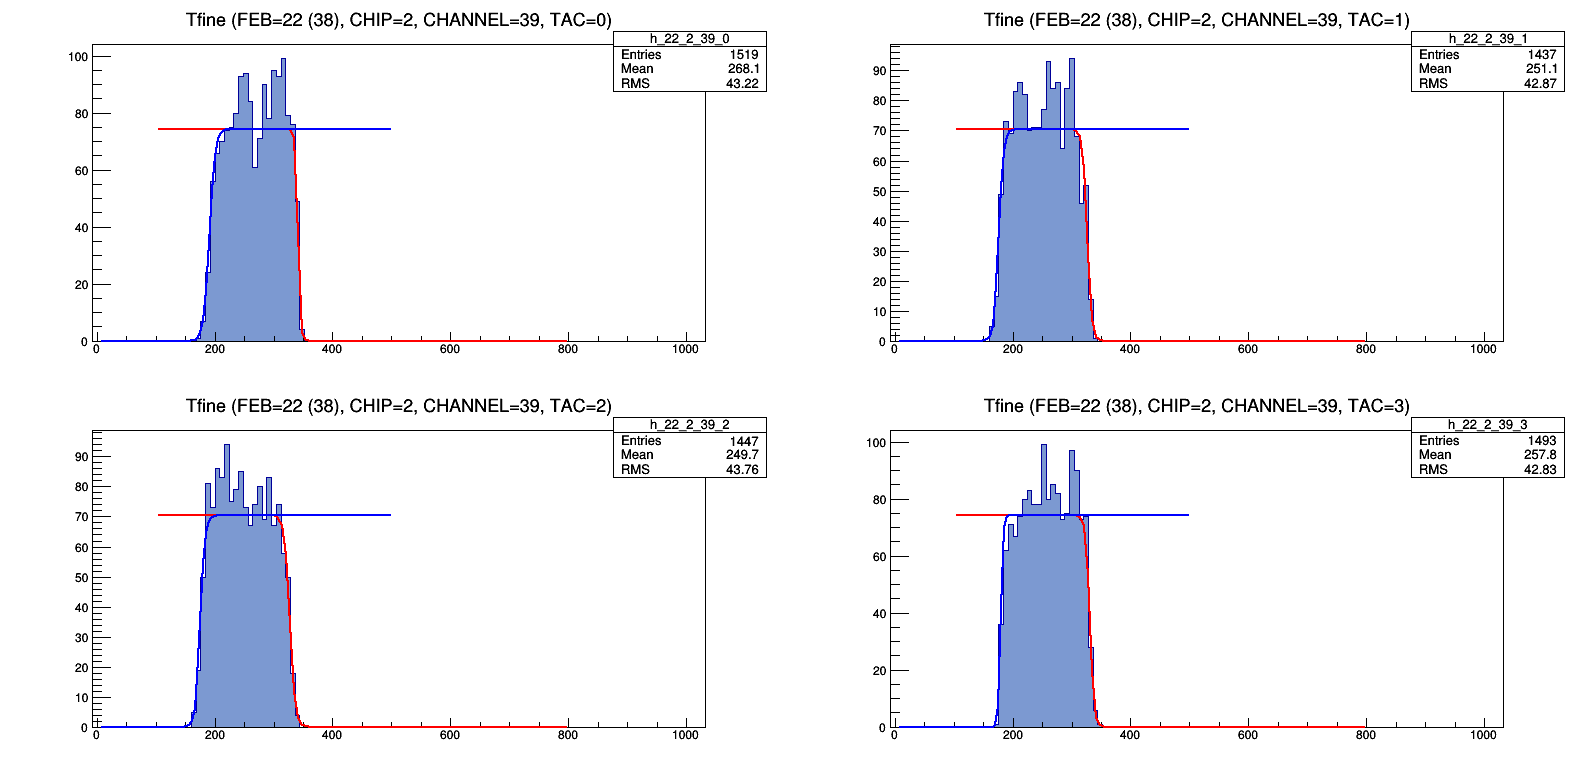 Tfine (FEB=22 (38), CHIP=2, CHANNEL=39, TAC=0)
h_22_2_39_0
Entries 1519
Mean 268.1
RMS 43.22
100
80
60
40
20
0
0 200 400 600 800 1000
Tfine (FEB=22 (38), CHIP=2, CHANNEL=39, TAC=1)
h_22_2_39_1
Entries 1437
Mean 251.1
RMS 42.87
90
80
70
60
50
40
30
20
10
0
0 200 400 600 800 1000
Tfine (FEB=22 (38), CHIP=2, CHANNEL=39, TAC=2)
h_22_2_39_2
Entries 1447
Mean 249.7
RMS 43.76
90
80
70
60
50
40
30
20
10
0
0 200 400 600 800 1000
Tfine (FEB=22 (38), CHIP=2, CHANNEL=39, TAC=3)
h_22_2_39_3
Entries 1493
Mean 257.8
RMS 42.83
100
80
60
40
20
0
0 200 400 600 800 1000